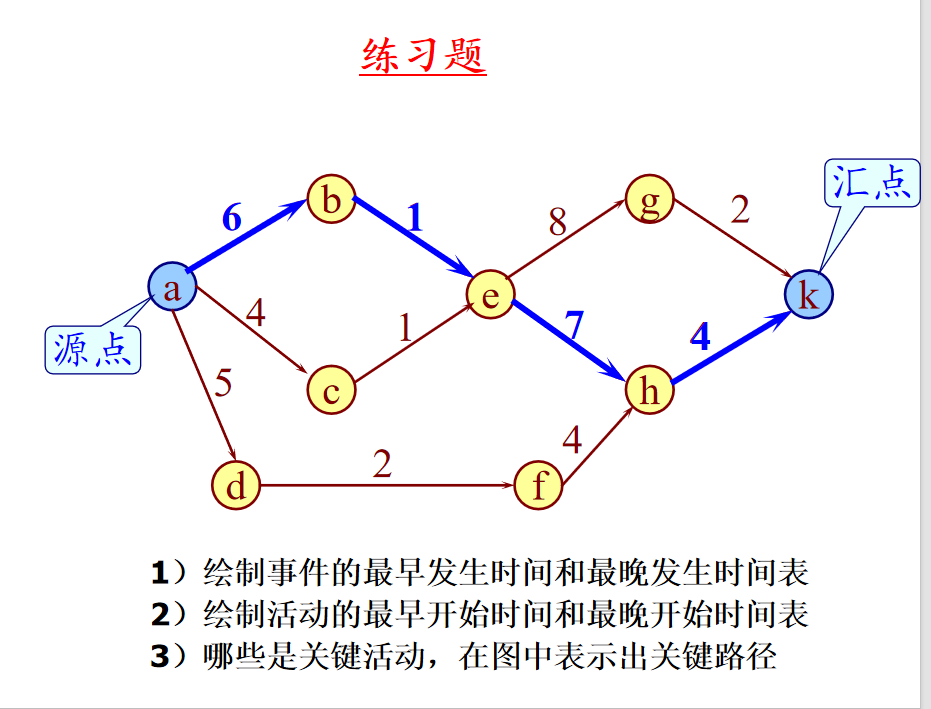 练习题
汇点
b
g
6
1
8
2
a
e
k
4
1
7
4
源点
5
c
h
4
2
d
f
1）绘制事件的最早发生时间和最晚发生时间表
2）绘制活动的最早开始时间和最晚开始时间表
3）哪些是关键活动，在图中表示出关键路径